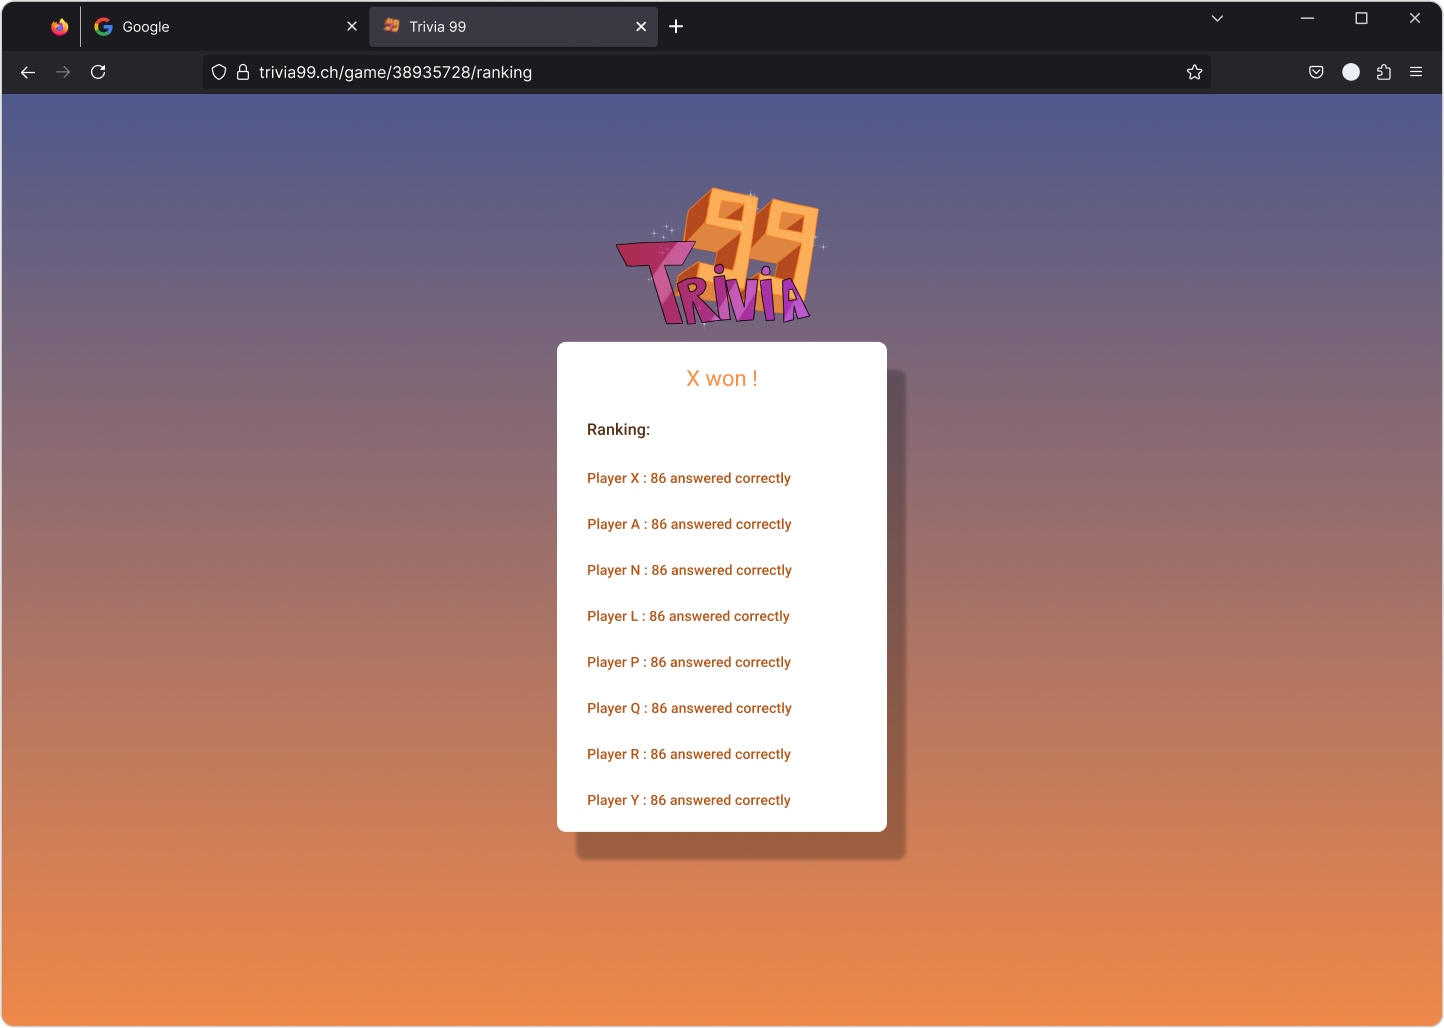 Google
Trivia 99
trivia99.ch/game/38935728/ranking
99
TRiViA
X won !
Ranking:
Player X : 86 answered correctly
Player A : 86 answered correctly
Player N : 86 answered correctly
Player L : 86 answered correctly
Player P : 86 answered correctly
Player Q : 86 answered correctly
Player R : 86 answered correctly
Player Y : 86 answered correctly